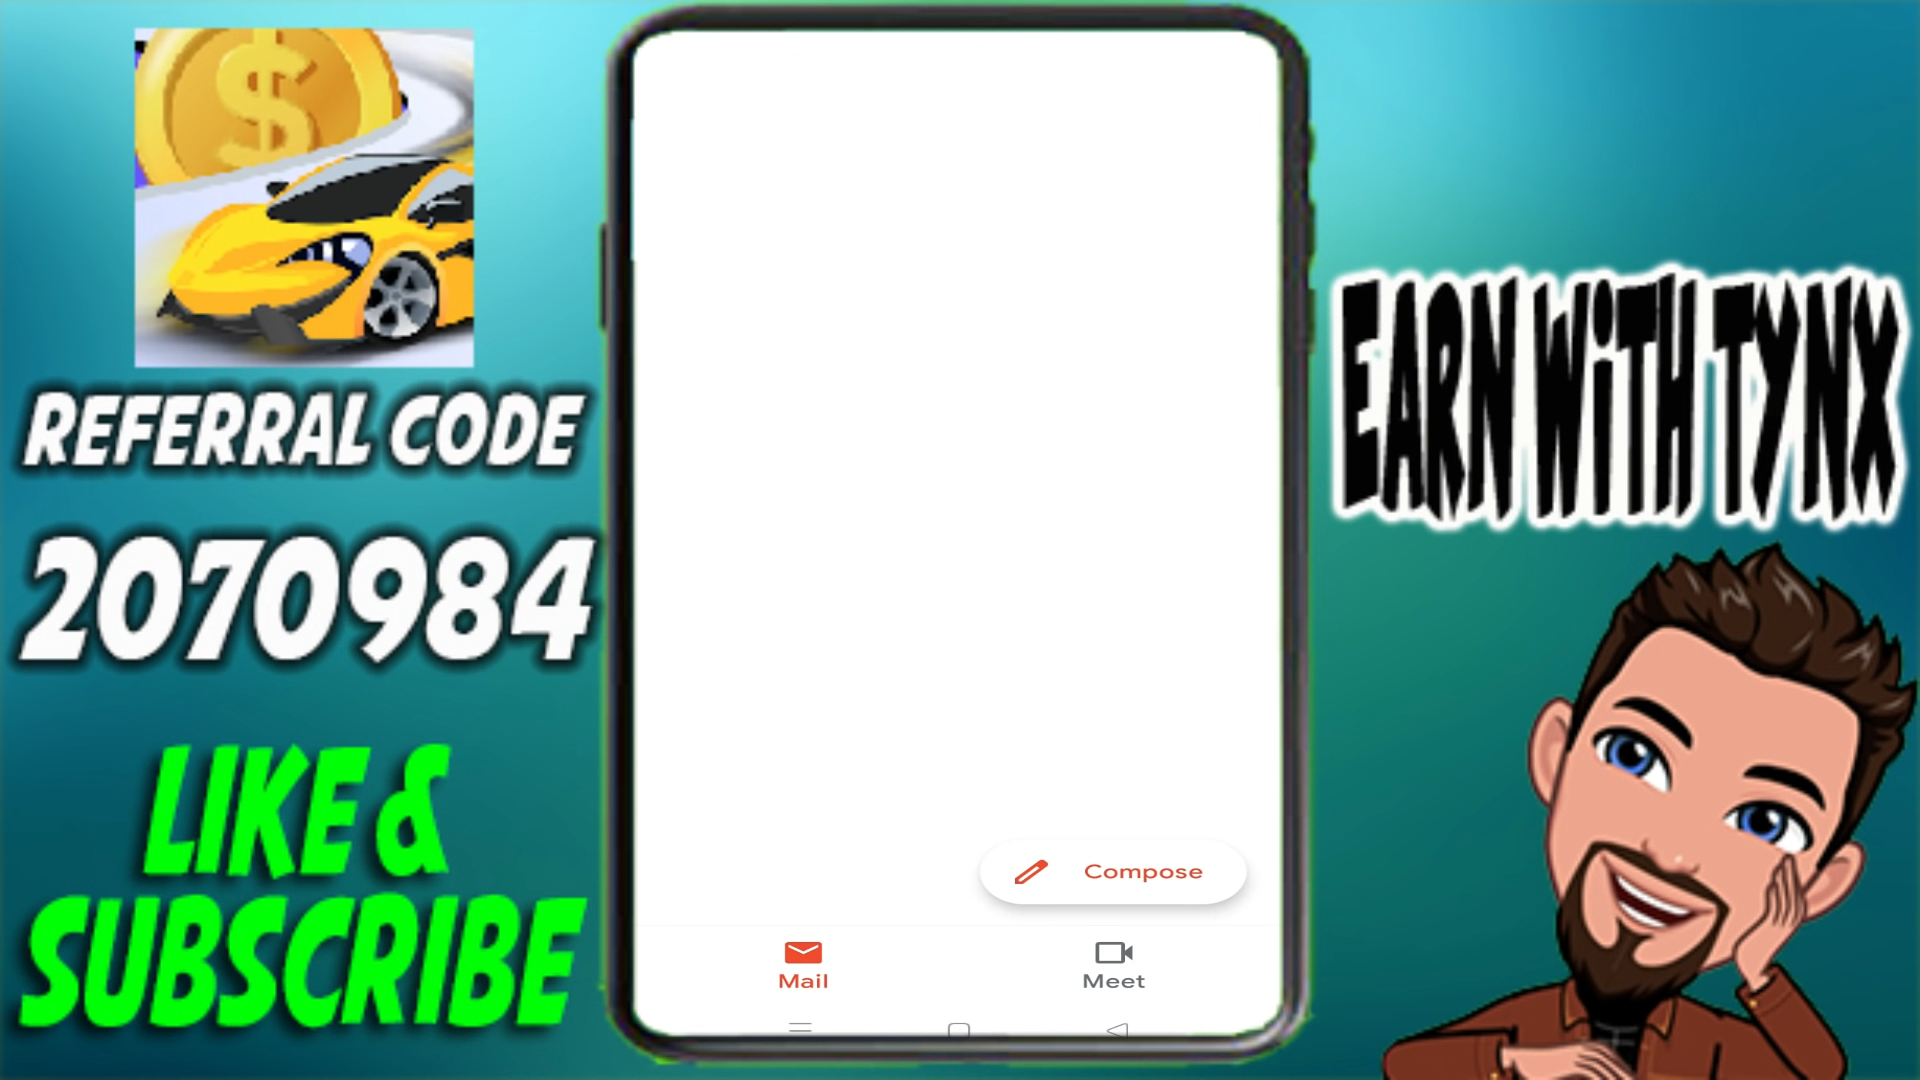 REFERRAL CODE
2070984
LIKE &
SUBSCRIBE
Compose
Mail
Meet
EARN WiTH TYNX